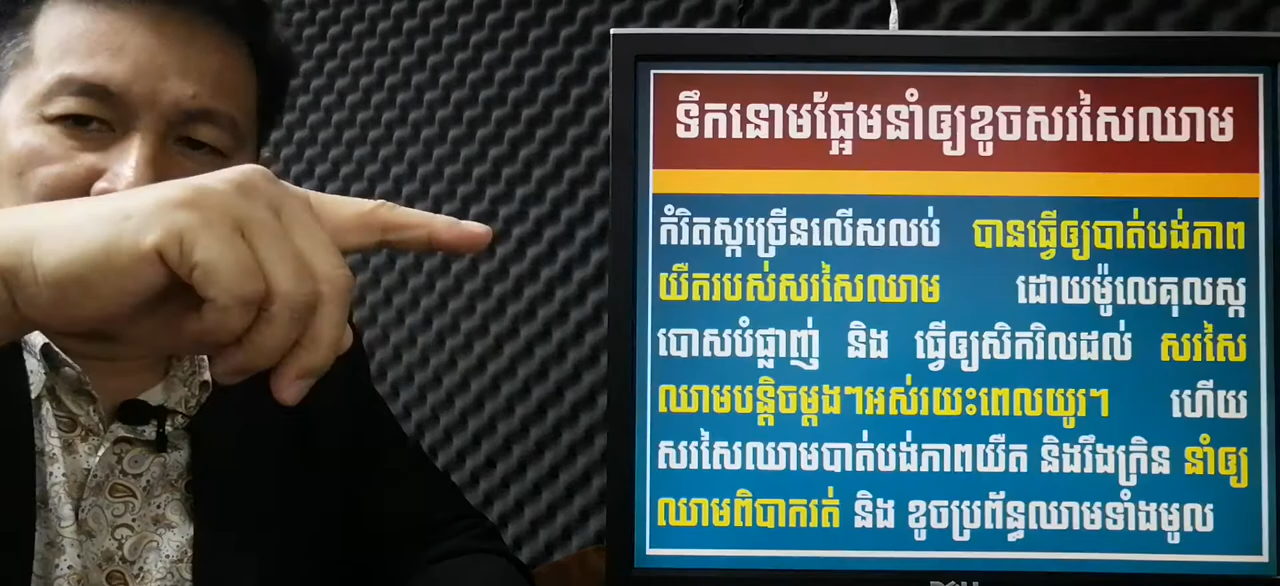 ទឹកនោមផ្អែមនាំឲ្យខូចសរសៃឈាម
កំរិតស្ករច្រើនលើសលប់ បានធ្វើឲ្យបាត់បង់ភាព
យឺតរបស់សរសៃឈាម ដោយម៉ូលេគុលស្ករ
បោសបំផ្លាញ់ និង ធ្វើឲ្យសិករិលដល់ សរសៃ
ឈាមបន្តិចម្តងៗអស់រយះពេលយូរៗ ហើយ
សរសៃឈាមបាត់បង់ភាពយឺត និងរឹងក្រិន នាំឲ្យ
ឈាមពិបាករត់ និង ខូចប្រព័ន្ធឈាមទាំងមូល